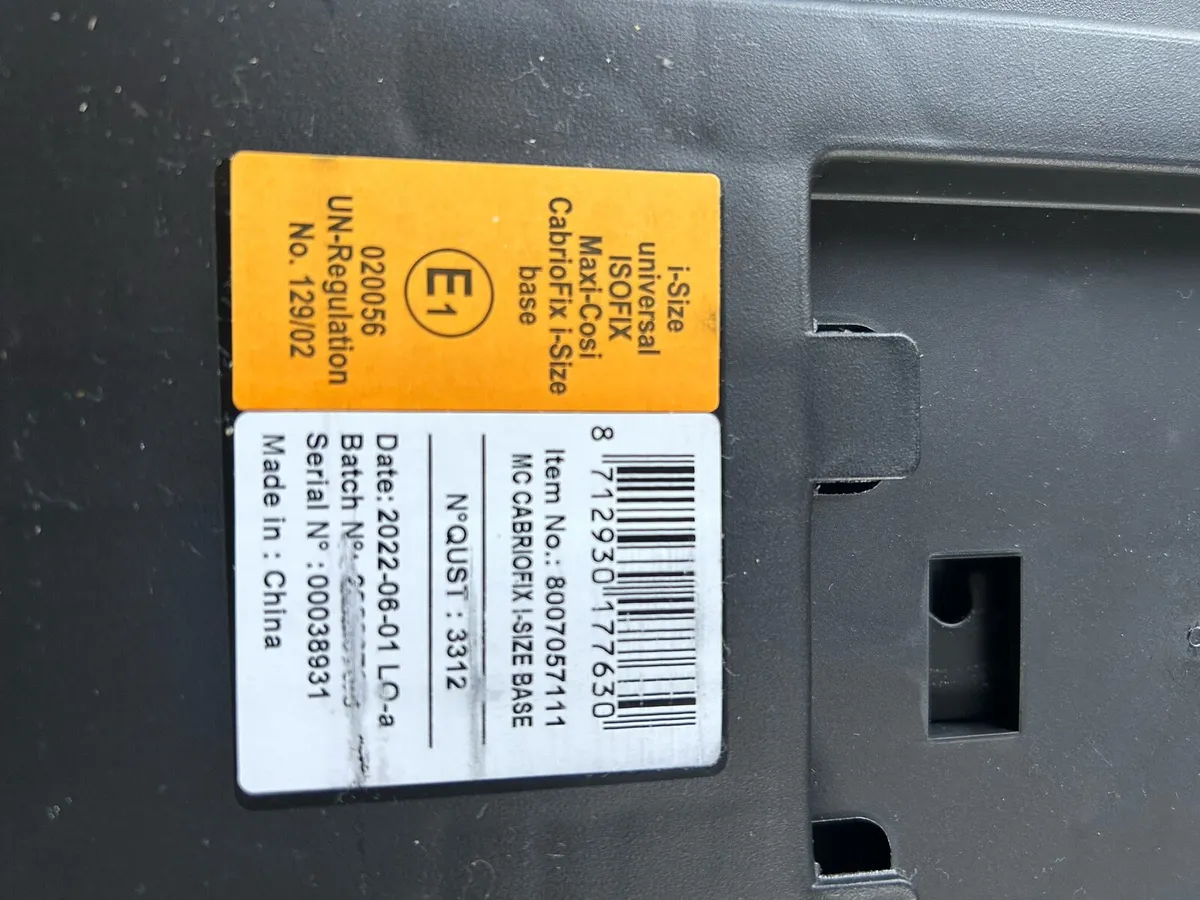 i-Size
universal
ISOFIX
Maxi-Cosi
CabrioFix i-Size
base
E1
020056
UN-Regulation
No. 129/02
8 712930 177630
Item No.: 8007057111
MC CABRIOFIX I-SIZE BASE
N°QUST : 3312
Date: 2022-06-01 LO-a
Batch N°:
Serial N° :00038931
Made in : China